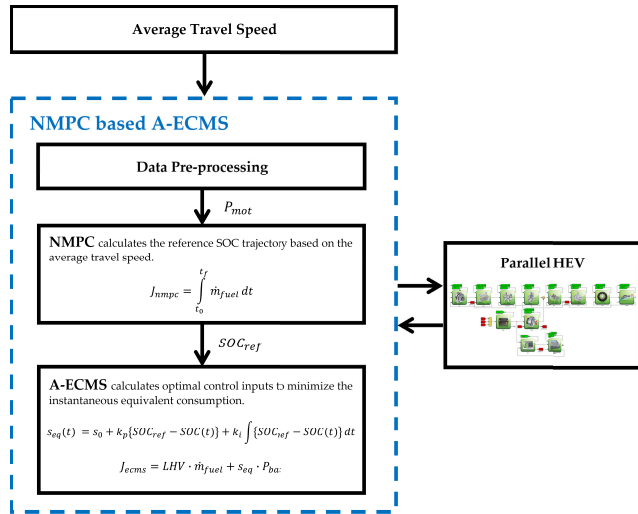 Average Travel Speed
NMPC based A-ECMS
Data Pre-processing
P_mot
NMPC calculates the reference SOC trajectory based on the
average travel speed.
J_nmpc = ∫_{t_0}^{t_f} ṁ_fuel dt
SOC_ref
A-ECMS calculates optimal control inputs to minimize the
instantaneous equivalent consumption.
s_eq(t) = s_0 + k_p{SOC_ref − SOC(t)} + k_i ∫{SOC_ref − SOC(t)} dt
J_ecms = LHV · ṁ_fuel + s_eq · P_ba
Parallel HEV